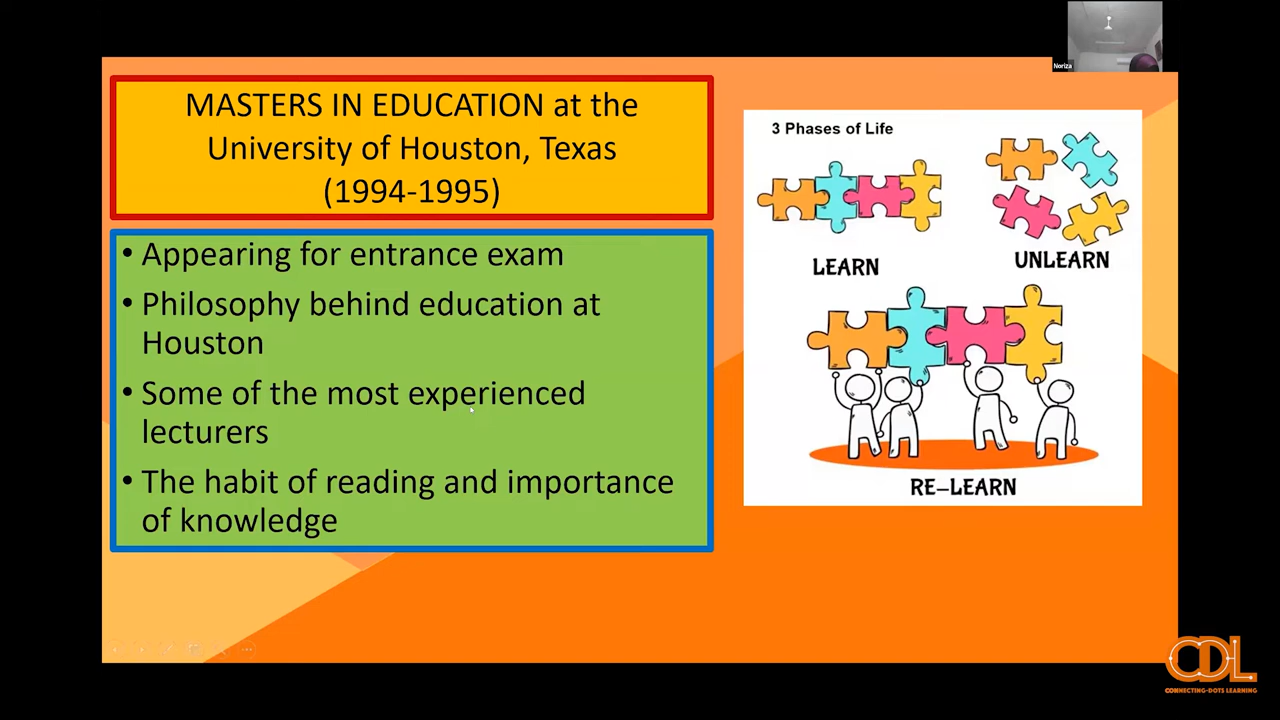 Noriza
MASTERS IN EDUCATION at the
University of Houston, Texas
(1994-1995)
• Appearing for entrance exam
• Philosophy behind education at
Houston
• Some of the most experienced
lecturers
• The habit of reading and importance
of knowledge
3 Phases of Life
LEARN
UNLEARN
RE-LEARN
CDL
CONNECTING-DOTS LEARNING